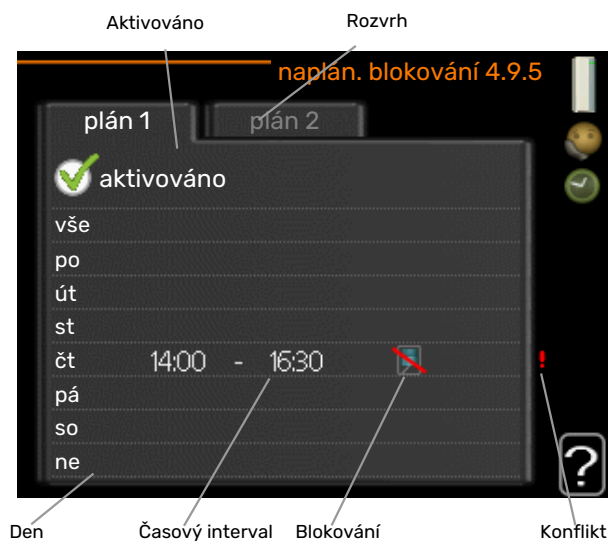 Aktivováno
Rozvrh
naplán. blokování 4.9.5
plán 1
plán 2
aktivováno
vše
po
út
st
čt 14:00 - 16:30 !
pá
so
ne
?
Den
Časový interval
Blokování
Konflikt